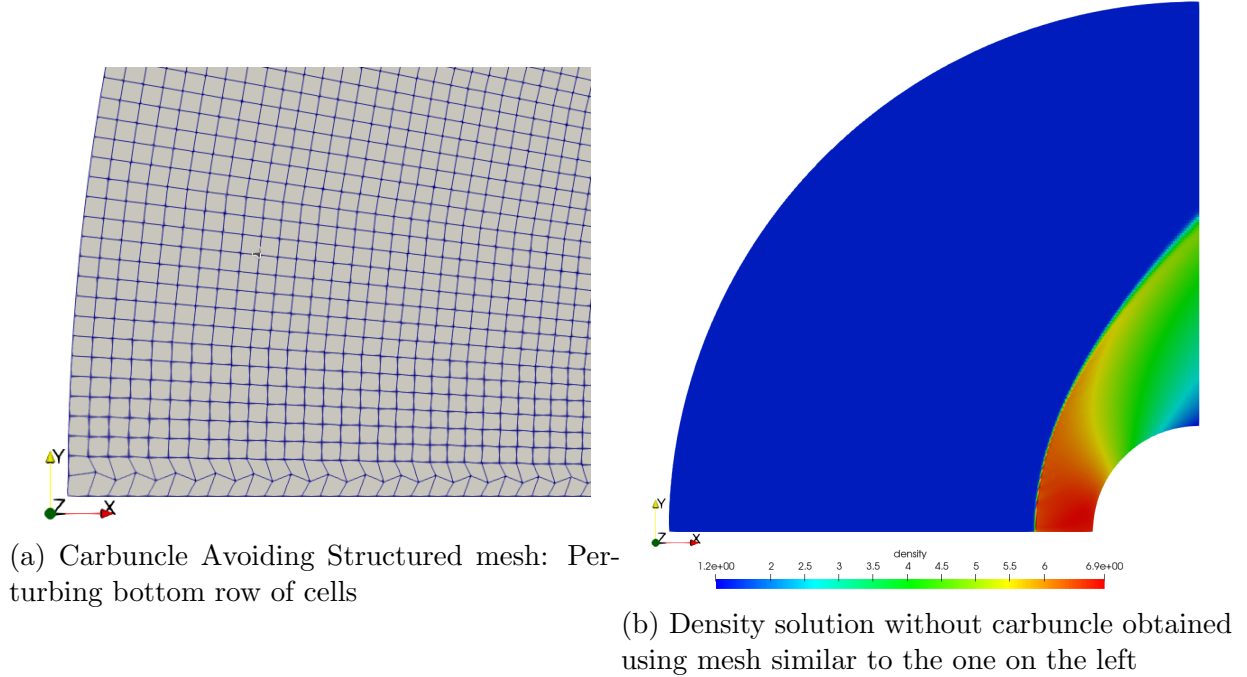 Y
Z X
(a) Carbuncle Avoiding Structured mesh: Per-
turbing bottom row of cells
Y
Z X
density
1.2e+00 2 2.5 3 3.5 4 4.5 5 5.5 6 6.9e+00
(b) Density solution without carbuncle obtained
using mesh similar to the one on the left